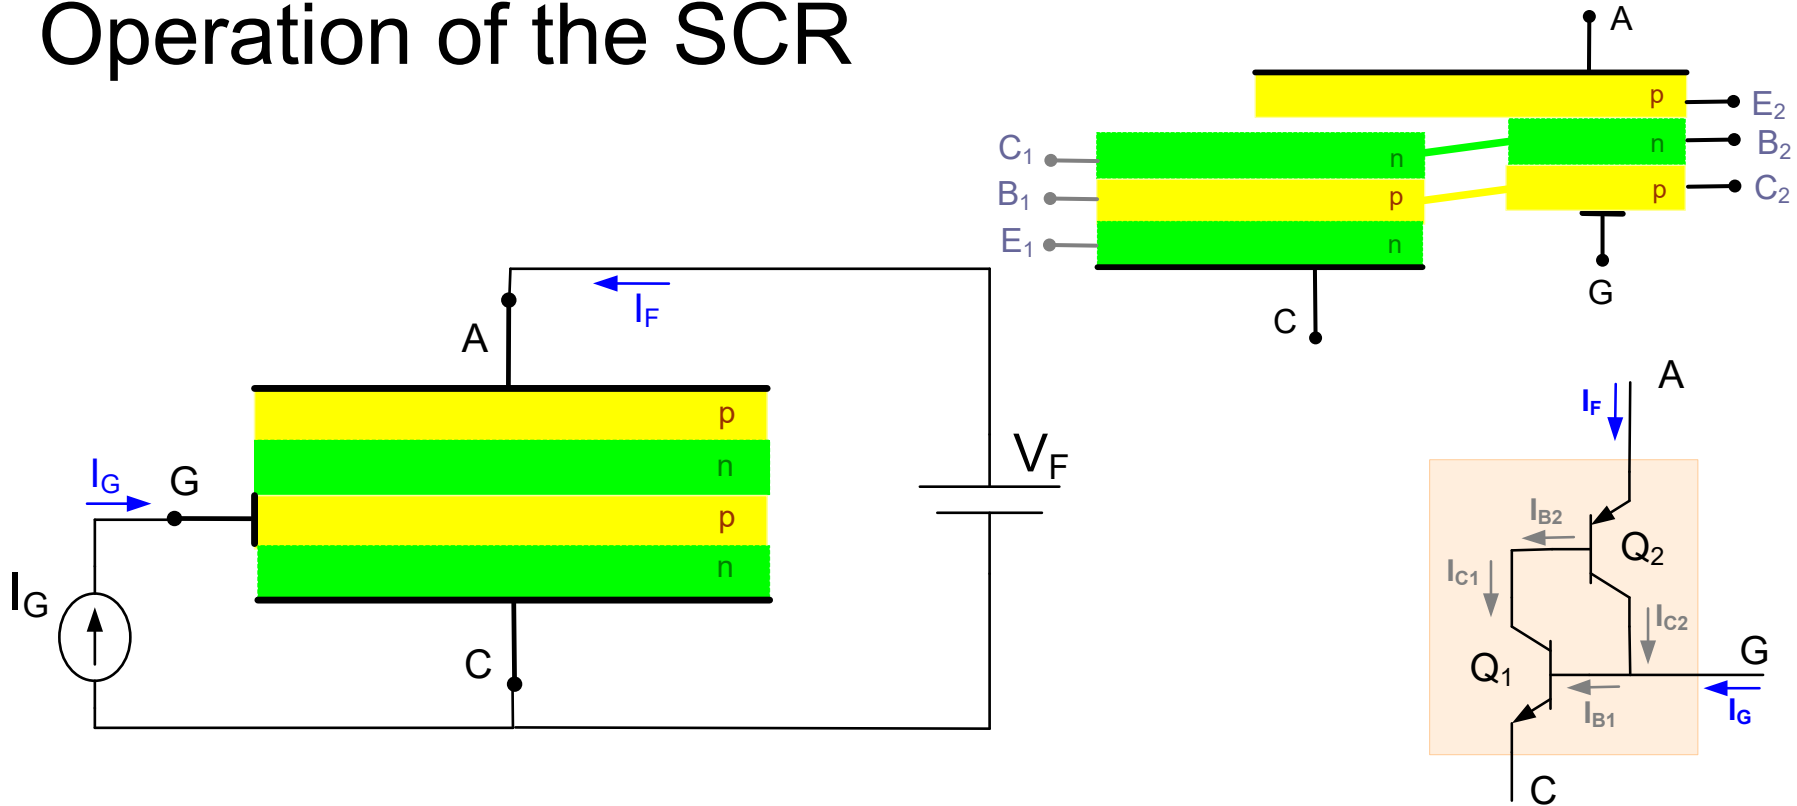 Operation of the SCR
A
p
E2
C1
n
n
B2
B1
p
p
C2
E1
n
G
C
IF
A
p
n
IG
G
p
n
IG
C
VF
A
IF
IB2
Q2
IC1
IC2
Q1
G
IB1
IG
C